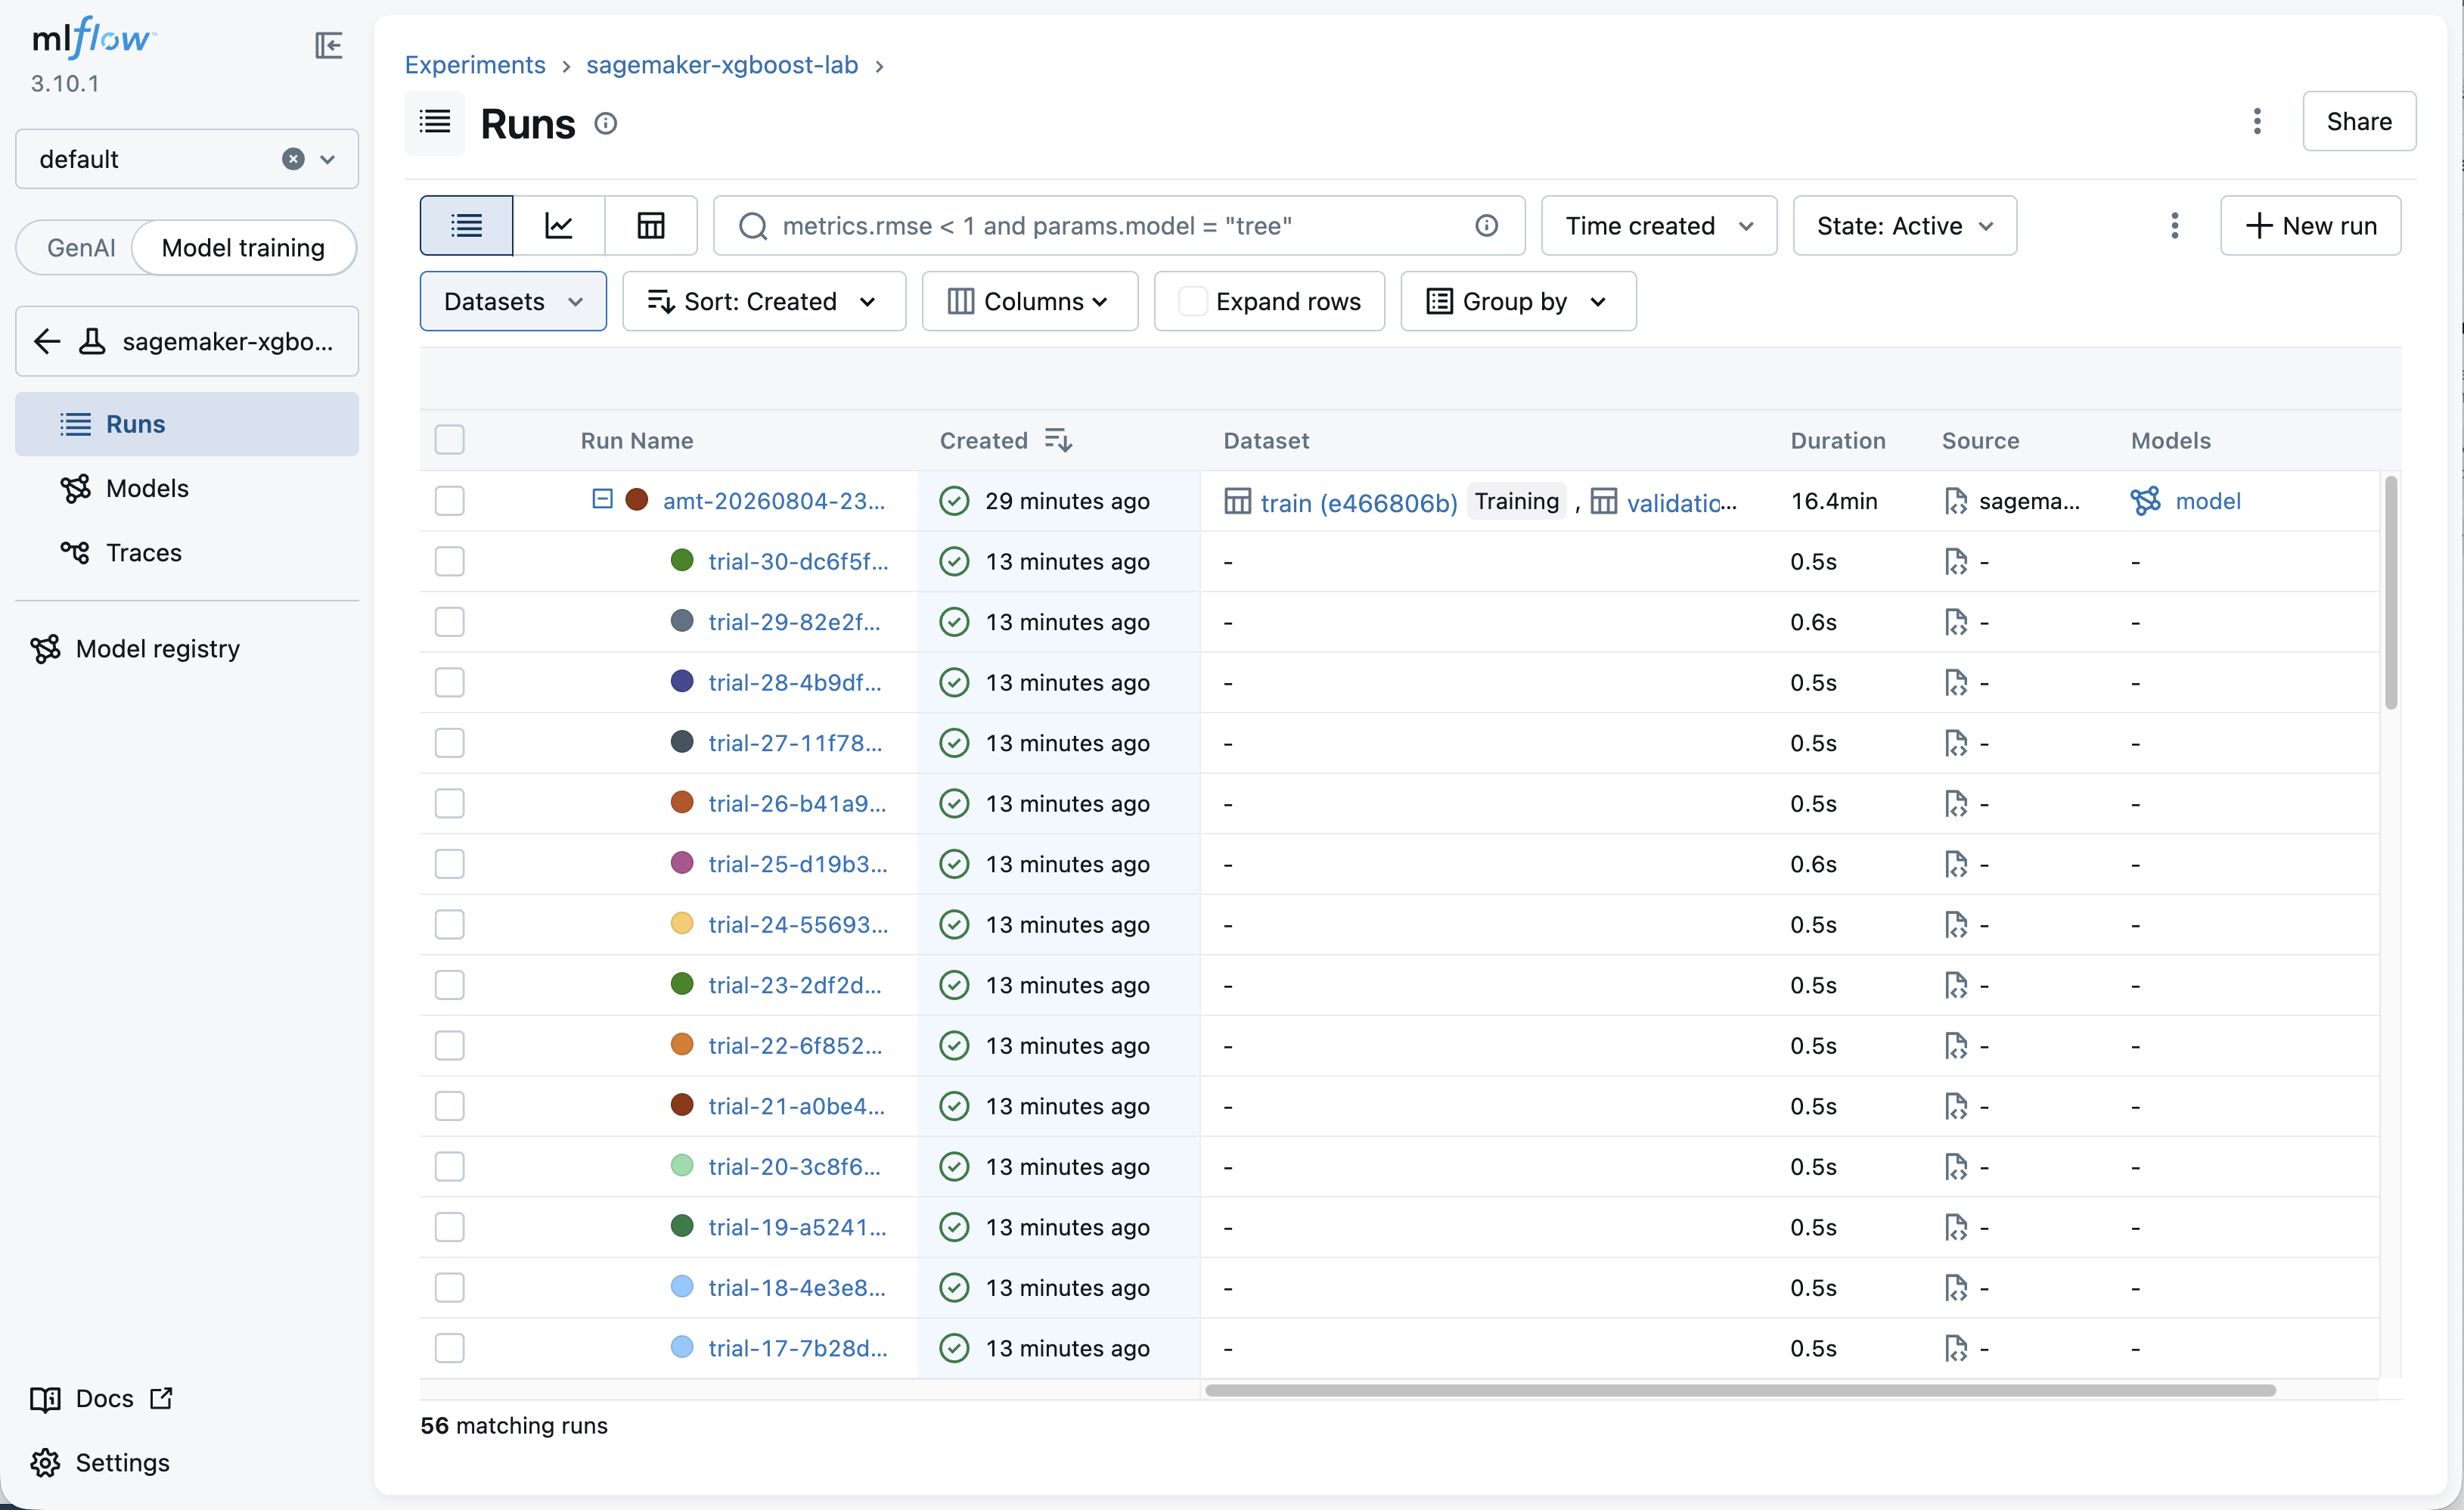 mlflow
3.10.1
default
GenAI Model training
sagemaker-xgbo...
Runs
Models
Traces
Model registry
Docs
Settings
Experiments > sagemaker-xgboost-lab >
Runs
Share
metrics.rmse < 1 and params.model = "tree"
Time created
State: Active
New run
Datasets
Sort: Created
Columns
Expand rows
Group by
Run Name Created Dataset Duration Source Models
amt-20260804-23... 29 minutes ago train (e466806b) Training , validatio... 16.4min sagema... model
trial-30-dc6f5f... 13 minutes ago - 0.5s - -
trial-29-82e2f... 13 minutes ago - 0.6s - -
trial-28-4b9df... 13 minutes ago - 0.5s - -
trial-27-11f78... 13 minutes ago - 0.5s - -
trial-26-b41a9... 13 minutes ago - 0.5s - -
trial-25-d19b3... 13 minutes ago - 0.6s - -
trial-24-55693... 13 minutes ago - 0.5s - -
trial-23-2df2d... 13 minutes ago - 0.5s - -
trial-22-6f852... 13 minutes ago - 0.5s - -
trial-21-a0be4... 13 minutes ago - 0.5s - -
trial-20-3c8f6... 13 minutes ago - 0.5s - -
trial-19-a5241... 13 minutes ago - 0.5s - -
trial-18-4e3e8... 13 minutes ago - 0.5s - -
trial-17-7b28d... 13 minutes ago - 0.5s - -
56 matching runs